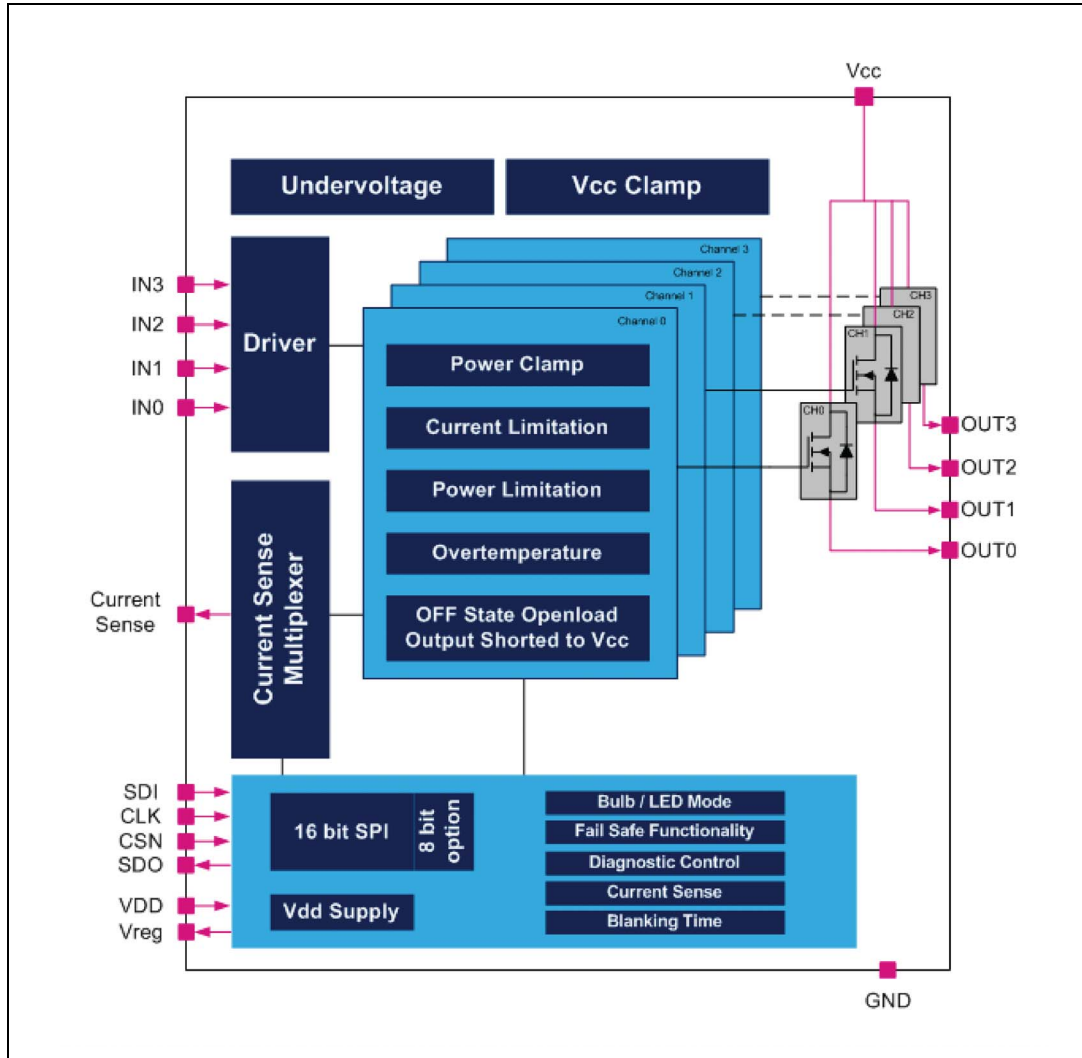 Vcc
Undervoltage
Vcc Clamp
Channel 3
Channel 2
Channel 1
Channel 0
IN3
IN2
IN1
IN0
Driver
Power Clamp
Current Limitation
Power Limitation
Overtemperature
OFF State Openload
Output Shorted to Vcc
CH3
CH2
CH1
CH0
OUT3
OUT2
OUT1
OUT0
Current
Sense
Current Sense
Multiplexer
SDI
CLK
CSN
SDO
VDD
Vreg
16 bit SPI
8 bit
option
Vdd Supply
Bulb / LED Mode
Fail Safe Functionality
Diagnostic Control
Current Sense
Blanking Time
GND